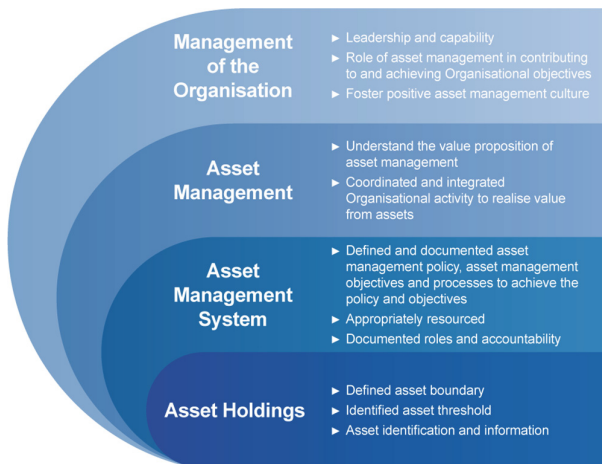 Management
of the
Organisation
► Leadership and capability
► Role of asset management in contributing
to and achieving Organisational objectives
► Foster positive asset management culture
Asset
Management
► Understand the value proposition of
asset management
► Coordinated and integrated
Organisational activity to realise value
from assets
Asset
Management
System
► Defined and documented asset
management policy, asset management
objectives and processes to achieve the
policy and objectives
► Appropriately resourced
► Documented roles and accountability
Asset Holdings
► Defined asset boundary
► Identified asset threshold
► Asset identification and information